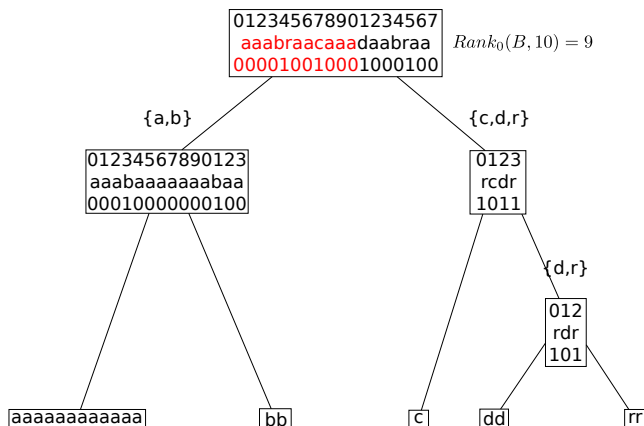 012345678901234567
aaabraacaaadaabraa
000010010001000100
Rank₀(B, 10) = 9
{a,b}
{c,d,r}
01234567890123
aaabaaaaaaabaa
00010000000100
0123
rcdr
1011
{d,r}
012
rdr
101
aaaaaaaaaaaa
bb
c
dd
rr